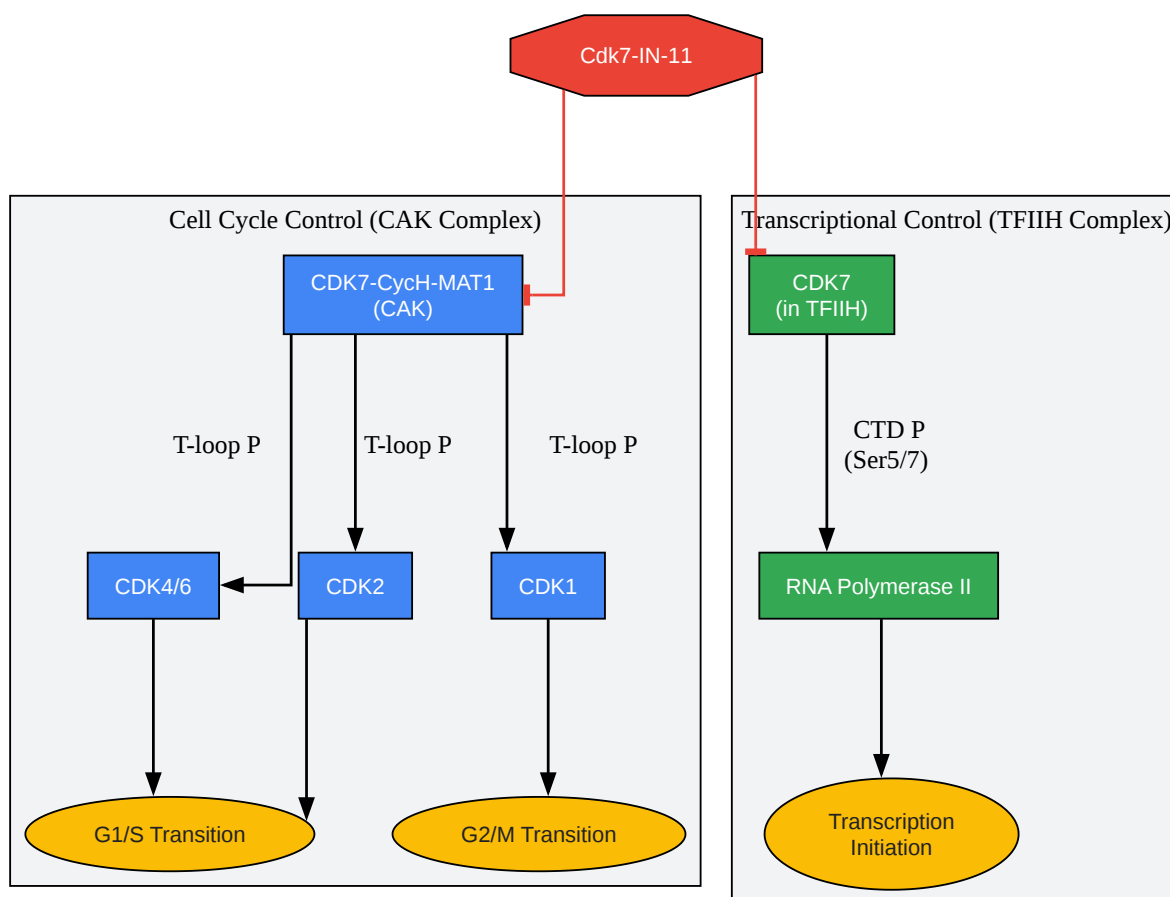 Cdk7-IN-11
Cell Cycle Control (CAK Complex)
CDK7-CycH-MAT1
(CAK)
T-loop P
T-loop P
T-loop P
CDK4/6
CDK2
CDK1
G1/S Transition
G2/M Transition
Transcriptional Control (TFIIH Complex)
CDK7
(in TFIIH)
CTD P
(Ser5/7)
RNA Polymerase II
Transcription
Initiation